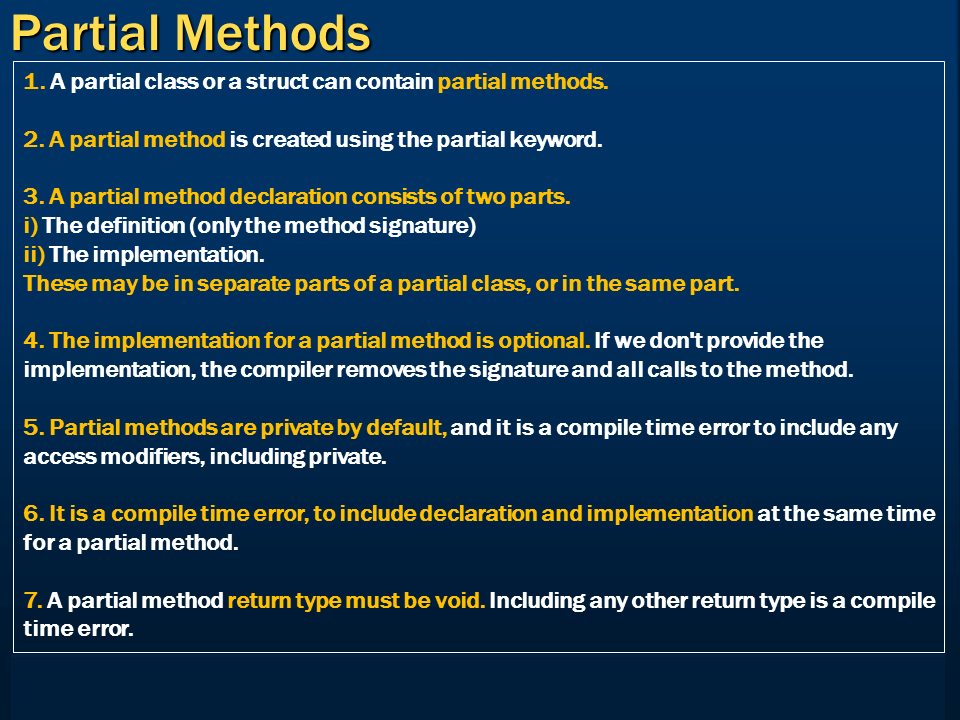 Partial Methods
1. A partial class or a struct can contain partial methods.
2. A partial method is created using the partial keyword.
3. A partial method declaration consists of two parts.
i) The definition (only the method signature)
ii) The implementation.
These may be in separate parts of a partial class, or in the same part.
4. The implementation for a partial method is optional. If we don't provide the
implementation, the compiler removes the signature and all calls to the method.
5. Partial methods are private by default, and it is a compile time error to include any
access modifiers, including private.
6. It is a compile time error, to include declaration and implementation at the same time
for a partial method.
7. A partial method return type must be void. Including any other return type is a compile
time error.